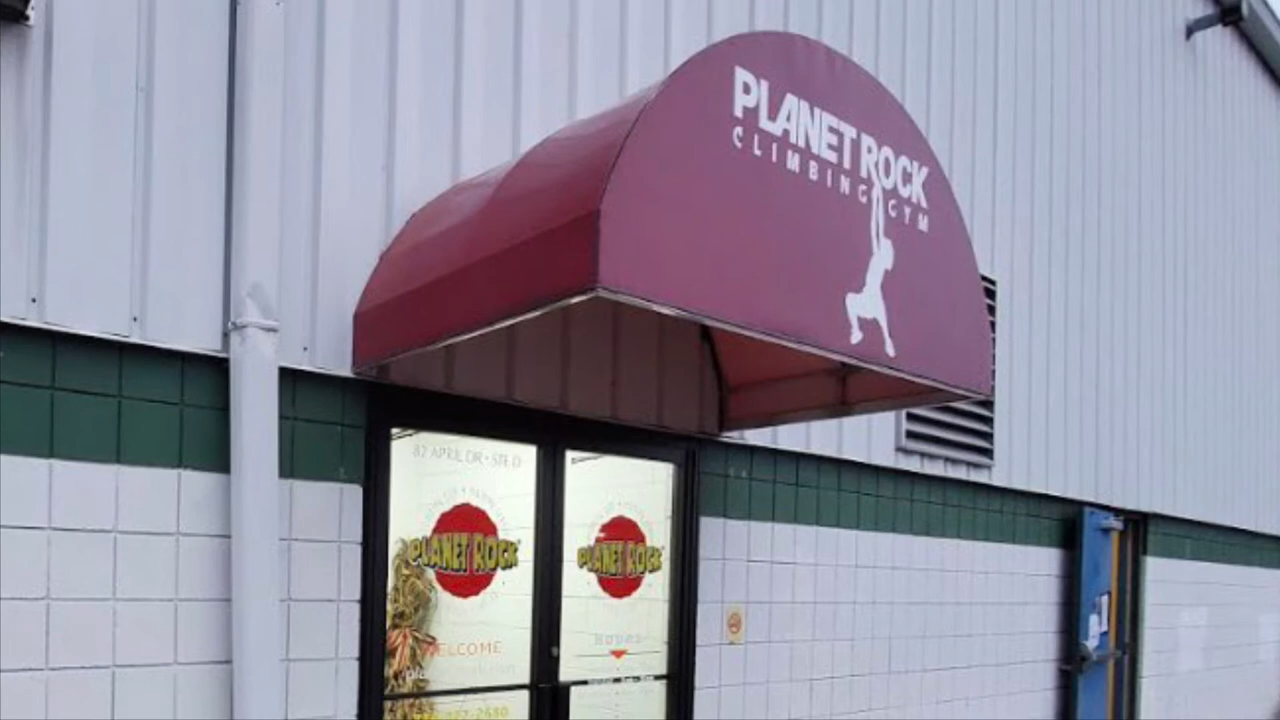 PLANET ROCK
CLIMBING GYM
82 APRIL DR • STE D
PLANET ROCK
PLANET ROCK
WELCOME
Hours